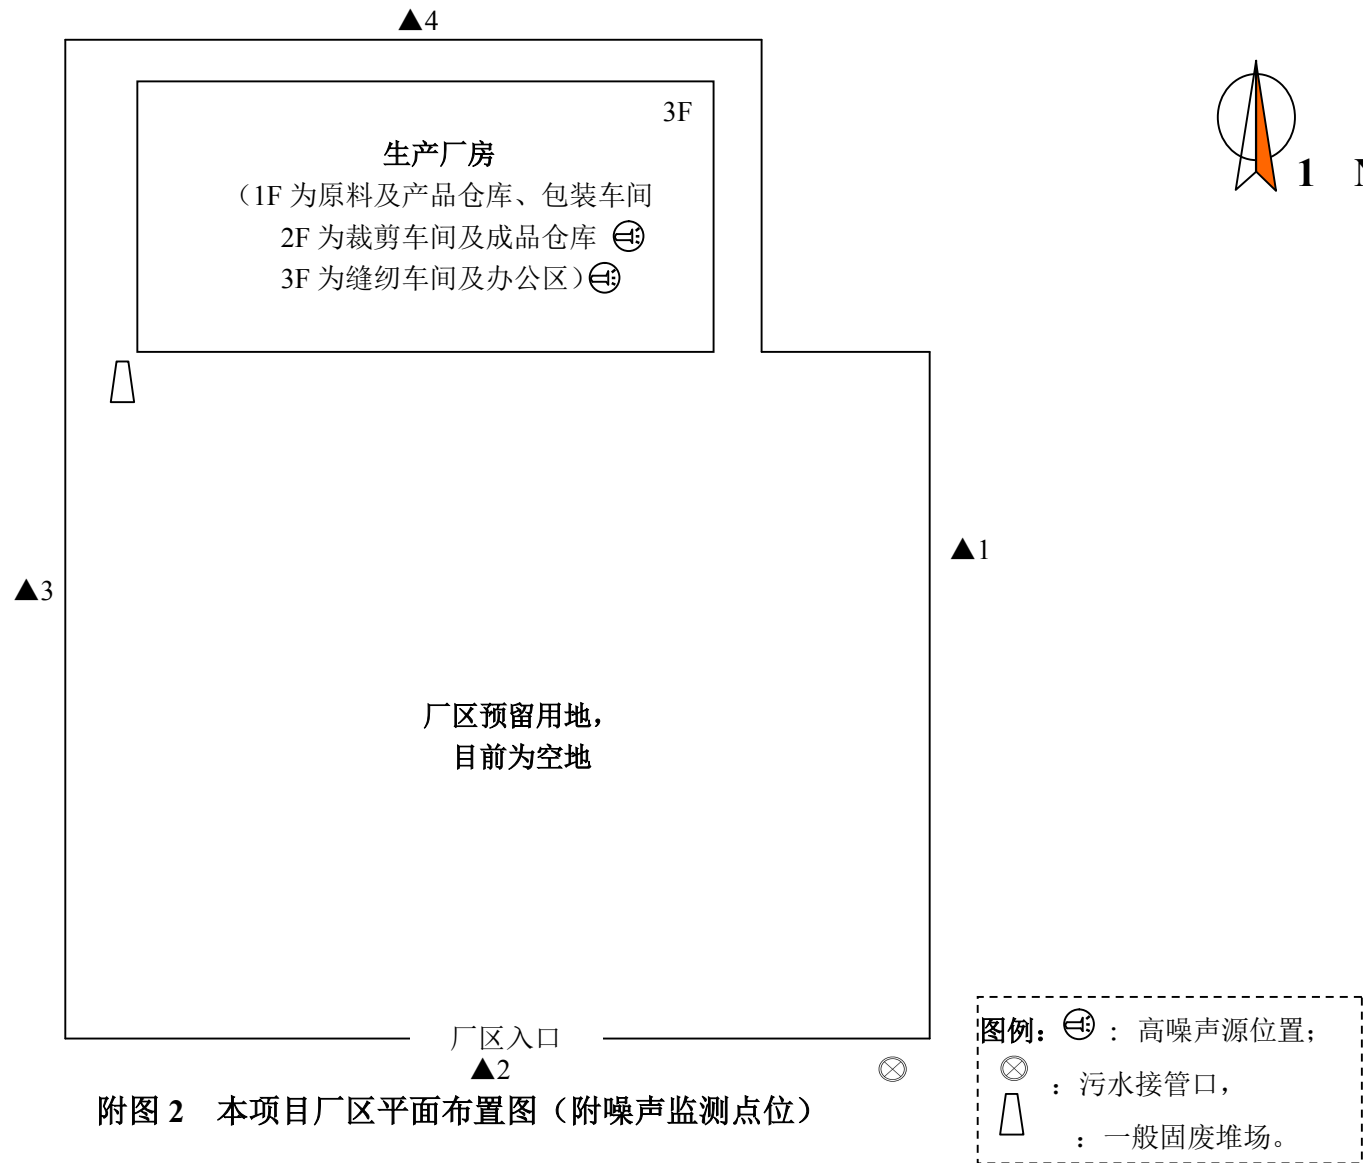 ▲4
3F
生产厂房
（1F 为原料及产品仓库、包装车间
2F 为裁剪车间及成品仓库
3F 为缝纫车间及办公区）
1 N
▲1
▲3
厂区预留用地，
目前为空地
厂区入口
▲2
附图 2 本项目厂区平面布置图（附噪声监测点位）
图例： ：高噪声源位置；
：污水接管口，
：一般固废堆场。